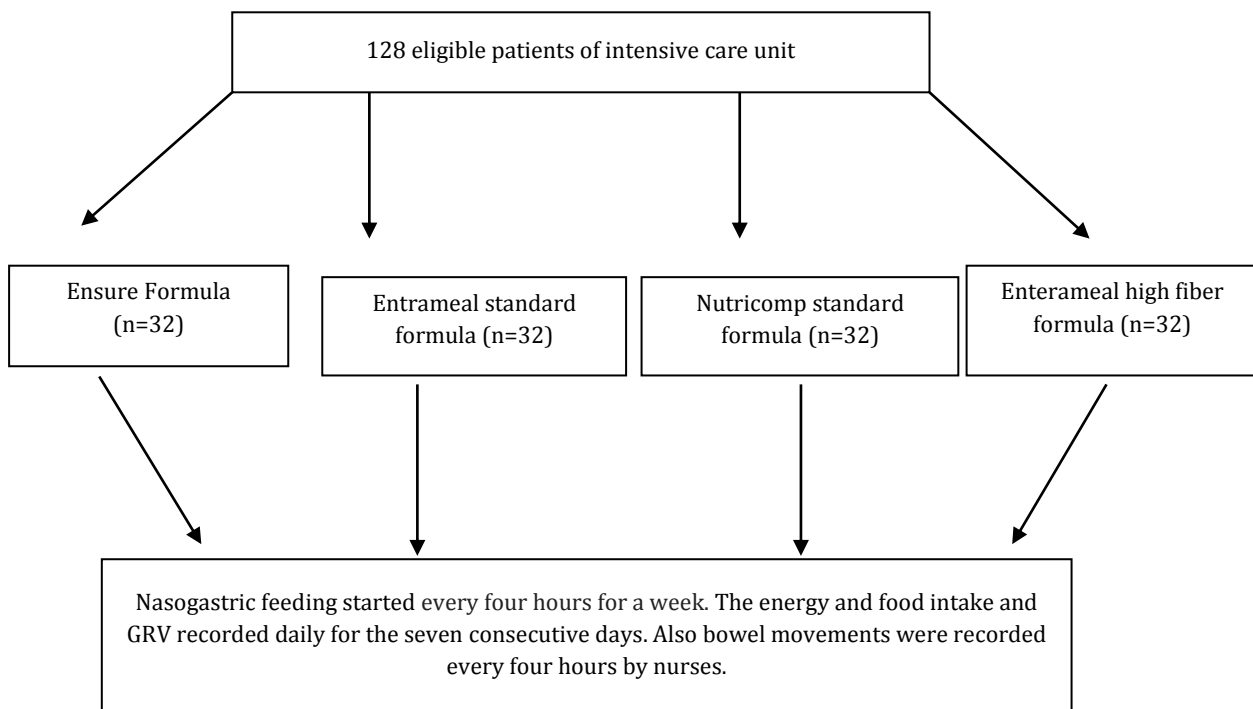 128 eligible patients of intensive care unit
Ensure Formula
(n=32)
Entrameal standard
formula (n=32)
Nutricomp standard
formula (n=32)
Enterameal high fiber
formula (n=32)
Nasogastric feeding started every four hours for a week. The energy and food intake and
GRV recorded daily for the seven consecutive days. Also bowel movements were recorded
every four hours by nurses.